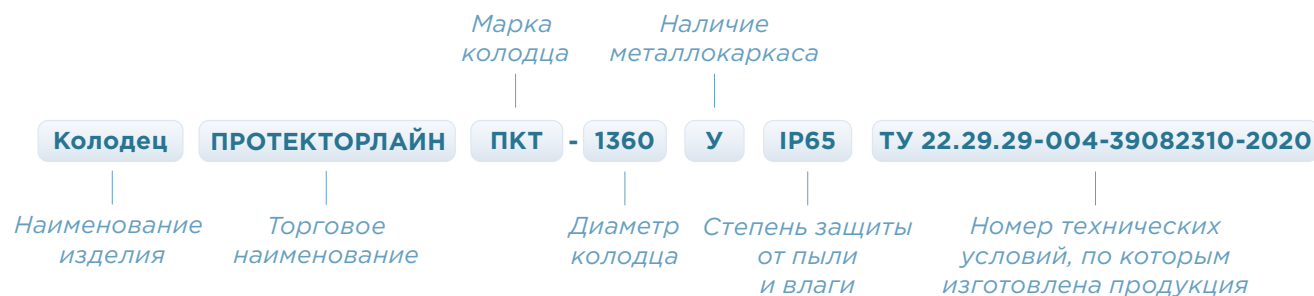 Марка
колодца
Наличие
металлокаркаса
Колодец ПРОТЕКТОРЛАЙН ПКТ - 1360 У IP65 ТУ 22.29.29-004-39082310-2020
Наименование
изделия
Торговое
наименование
Диаметр
колодца
Степень защиты
от пыли
и влаги
Номер технических
условий, по которым
изготовлена продукция